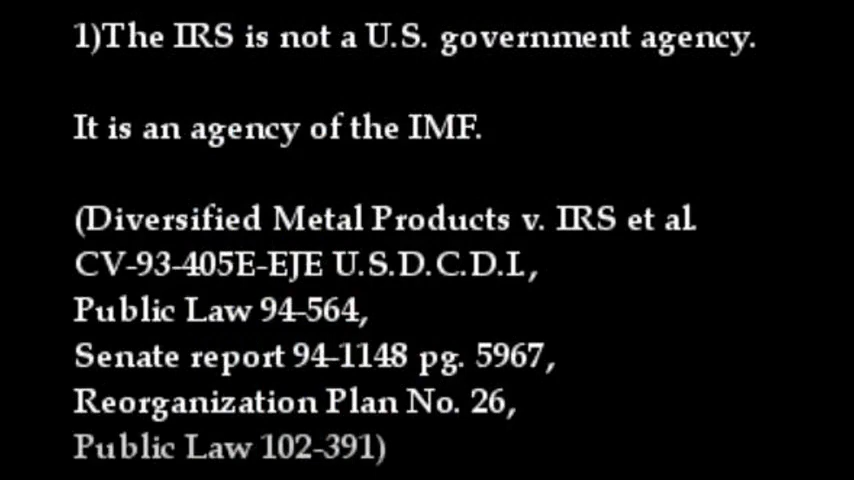 1)The IRS is not a U.S. government agency.
It is an agency of the IMF.
(Diversified Metal Products v. IRS et al.
CV-93-405E-EJE U.S.D.C.D.I.,
Public Law 94-564,
Senate report 94-1148 pg. 5967,
Reorganization Plan No. 26,
Public Law 102-391)